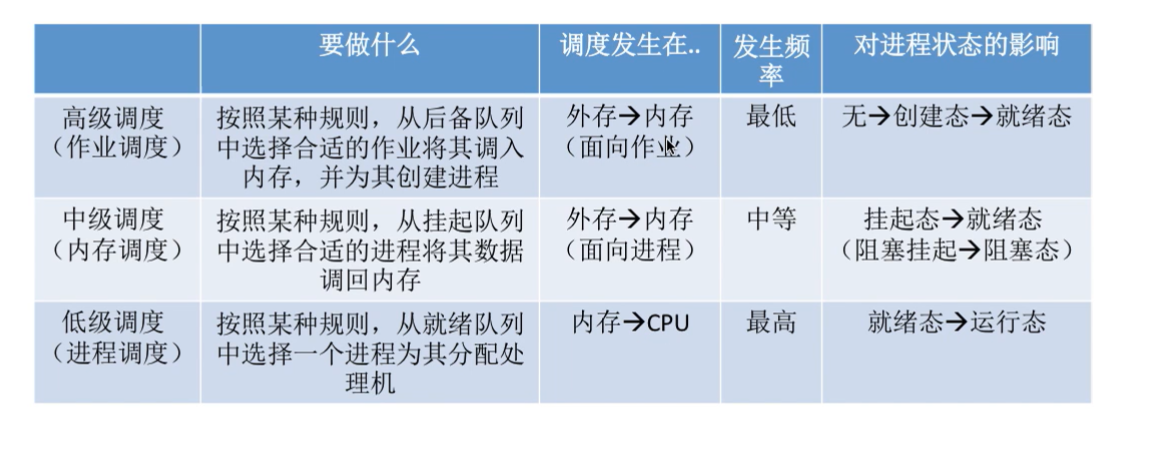 要做什么
调度发生在..
发生频
率
对进程状态的影响
高级调度
（作业调度）
按照某种规则，从后备队列
中选择合适的作业将其调入
内存，并为其创建进程
外存→内存
（面向作业）
最低
无→创建态→就绪态
中级调度
（内存调度）
按照某种规则，从挂起队列
中选择合适的进程将其数据
调回内存
外存→内存
（面向进程）
中等
挂起态→就绪态
（阻塞挂起→阻塞态）
低级调度
（进程调度）
按照某种规则，从就绪队列
中选择一个进程为其分配处
理机
内存→CPU
最高
就绪态→运行态